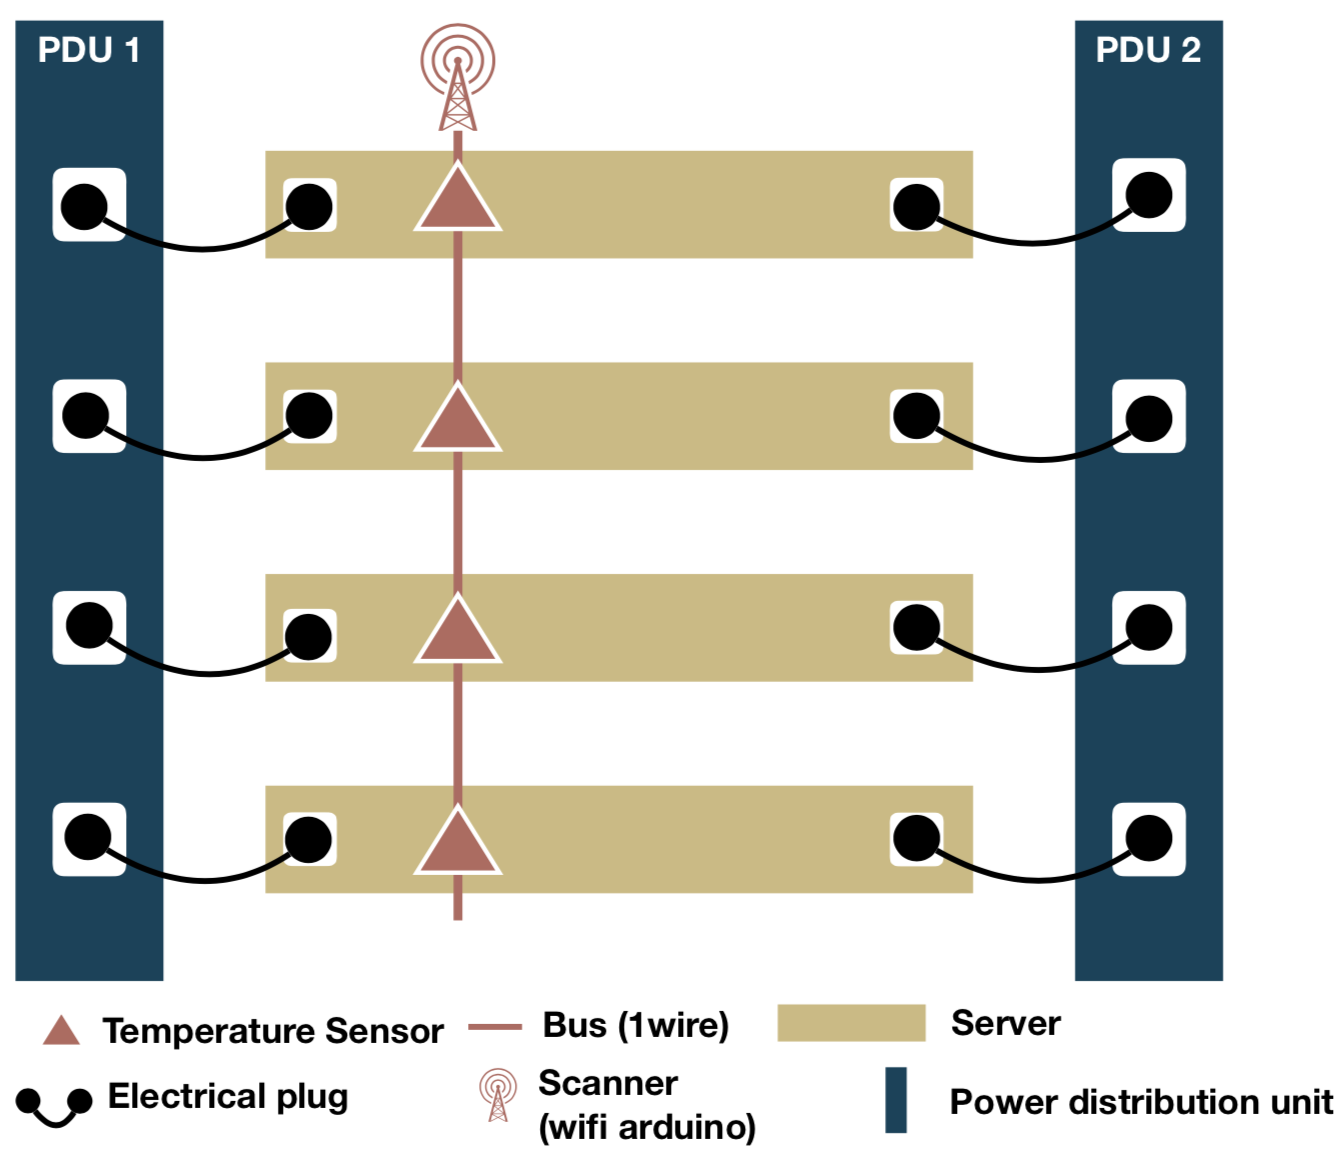 PDU 1
PDU 2
Temperature Sensor
Bus (1wire)
Server
Electrical plug
Scanner
(wifi arduino)
Power distribution unit